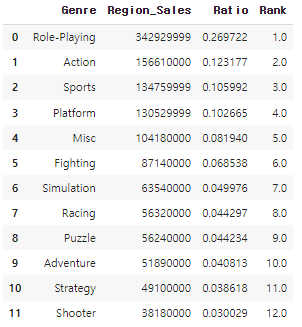 Genre Region_Sales Ratio Rank
0 Role-Playing 342929999 0.269722 1.0
1 Action 156610000 0.123177 2.0
2 Sports 134759999 0.105992 3.0
3 Platform 130529999 0.102665 4.0
4 Misc 104180000 0.081940 5.0
5 Fighting 87140000 0.068538 6.0
6 Simulation 63540000 0.049976 7.0
7 Racing 56320000 0.044297 8.0
8 Puzzle 56240000 0.044234 9.0
9 Adventure 51890000 0.040813 10.0
10 Strategy 49100000 0.038618 11.0
11 Shooter 38180000 0.030029 12.0